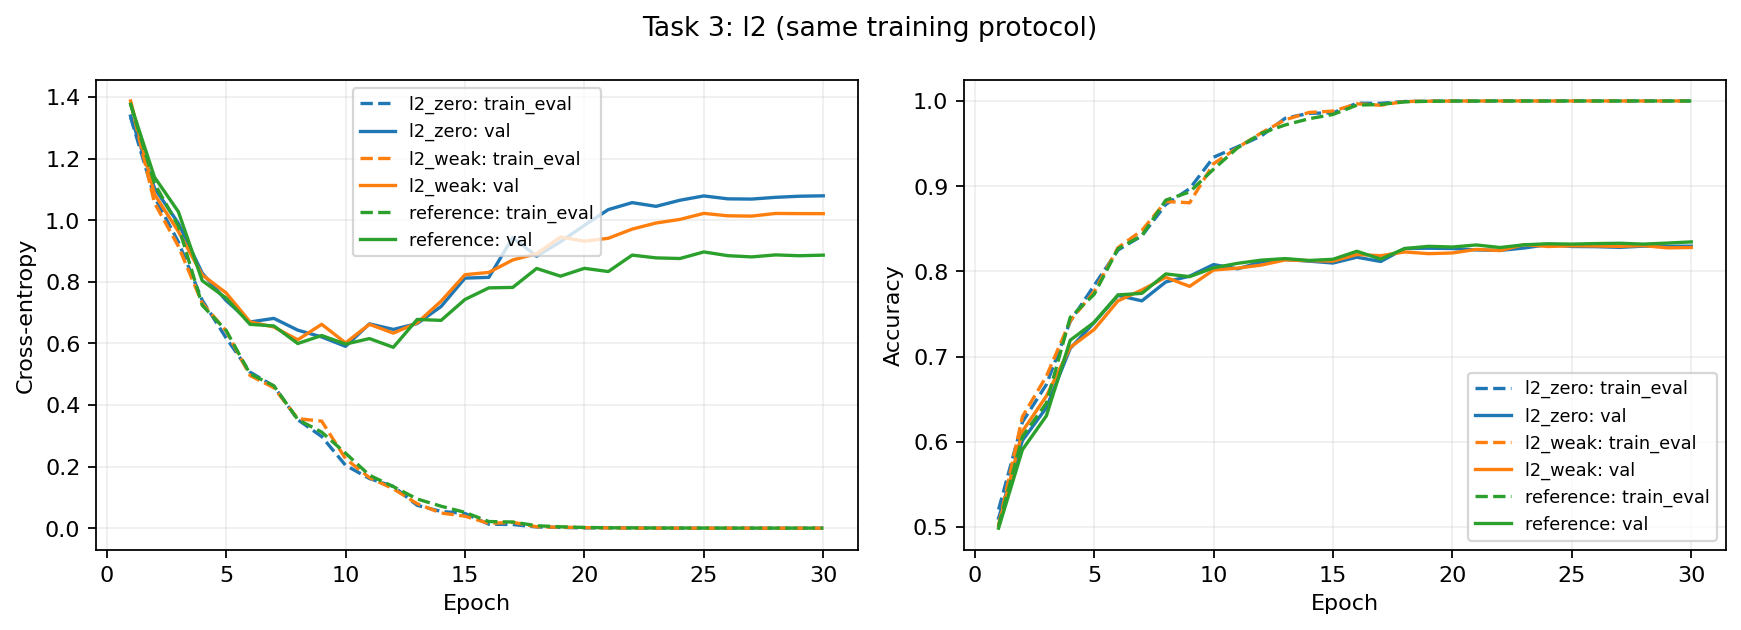 Task 3: l2 (same training protocol)
Cross-entropy
1.4
1.2
1.0
0.8
0.6
0.4
0.2
0.0
l2_zero: train_eval
l2_zero: val
l2_weak: train_eval
l2_weak: val
reference: train_eval
reference: val
0 5 10 15 20 25 30
Epoch
Accuracy
1.0
0.9
0.8
0.7
0.6
0.5
l2_zero: train_eval
l2_zero: val
l2_weak: train_eval
l2_weak: val
reference: train_eval
reference: val
0 5 10 15 20 25 30
Epoch